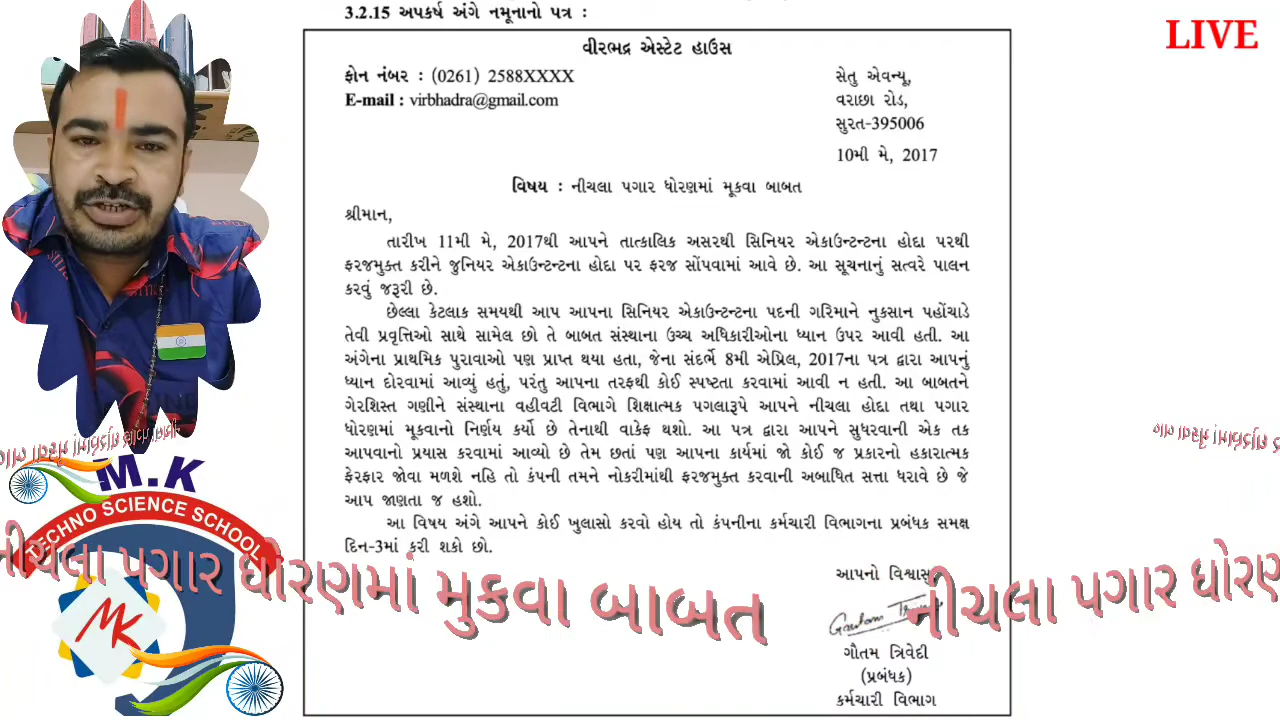 3.2.15 અપકર્ષ અંગે નમૂનાનો પત્ર :
LIVE
વીરભદ્ર એસ્ટેટ હાઉસ
ફોન નંબર : (0261) 2588XXXX
E-mail : virbhadra@gmail.com
સેતુ એવન્યૂ,
વરાછા રોડ,
સુરત-395006
10મી મે, 2017
વિષય : નીચલા પગાર ધોરણમાં મૂકવા બાબત
શ્રીમાન,
તારીખ 11મી મે, 2017થી આપને તાત્કાલિક અસરથી સિનિયર એકાઉન્ટન્ટના હોદા પરથી
ફરજમુક્ત કરીને જુનિયર એકાઉન્ટન્ટના હોદા પર ફરજ સોંપવામાં આવે છે. આ સૂચનાનું સત્વરે પાલન
કરવું જરૂરી છે.
છેલ્લા કેટલાક સમયથી આપ આપના સિનિયર એકાઉન્ટન્ટના પદની ગરિમાને નુકસાન પહોંચાડે
તેવી પ્રવૃત્તિઓ સાથે સામેલ છો તે બાબત સંસ્થાના ઉચ્ચ અધિકારીઓના ધ્યાન ઉપર આવી હતી. આ
અંગેના પ્રાથમિક પુરાવાઓ પણ પ્રાપ્ત થયા હતા, જેના સંદર્ભે 8મી એપ્રિલ, 2017ના પત્ર દ્વારા આપનું
ધ્યાન દોરવામાં આવ્યું હતું, પરંતુ આપના તરફથી કોઈ સ્પષ્ટતા કરવામાં આવી ન હતી. આ બાબતને
ગેરશિસ્ત ગણીને સંસ્થાના વહીવટી વિભાગે શિક્ષાત્મક પગલારૂપે આપને નીચલા હોદા તથા પગાર
ધોરણમાં મૂકવાનો નિર્ણય કર્યો છે તેનાથી વાકેફ થશો. આ પત્ર દ્વારા આપને સુધરવાની એક તક
આપવાનો પ્રયાસ કરવામાં આવ્યો છે તેમ છતાં પણ આપના કાર્યમાં જો કોઈ જ પ્રકારનો હકારાત્મક
ફેરફાર જોવા મળશે નહિ તો કંપની તમને નોકરીમાંથી ફરજમુક્ત કરવાની અબાધિત સત્તા ધરાવે છે જે
આપ જાણતા જ હશો.
આ વિષય અંગે આપને કોઈ ખુલાસો કરવો હોય તો કંપનીના કર્મચારી વિભાગના પ્રબંધક સમક્ષ
દિન-3માં કરી શકો છો.
આપનો વિશ્વાસુ
ગૌતમ ત્રિવેદી
(પ્રબંધક)
કર્મચારી વિભાગ
M.K
TECHNO SCIENCE SCHOOL
MK
નીચલા પગાર ધોરણમાં મુકવા બાબત
નીચલા પગાર ધોરણ